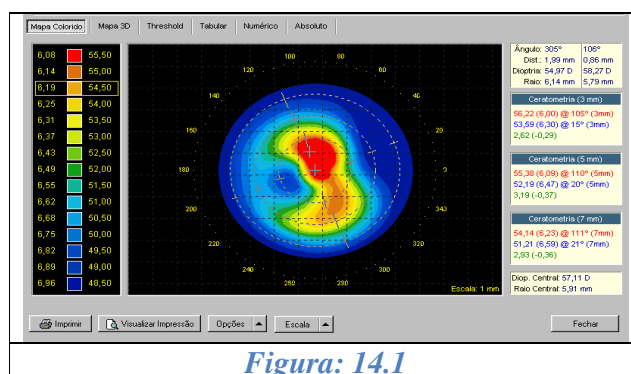 Mapa Colorido Mapa 3D Threshold Tabular Numérico Absoluto
6,08 55,50
6,14 55,00
6,19 54,50
6,25 54,00
6,31 53,50
6,37 53,00
6,43 52,50
6,49 52,00
6,55 51,50
6,62 51,00
6,68 50,50
6,75 50,00
6,82 49,50
6,89 49,00
6,96 48,50
100 80
120 60
140 40
160 20
180
200 340
220 320
240 300
260 280
Escala: 1 mm
Ângulo: 305° 106°
Dist.: 1,99 mm 0,86 mm
Dioptria: 54,97 D 58,27 D
Raio: 6,14 mm 5,79 mm
Ceratometria (3 mm)
56,22 (6,00) @ 105° (3mm)
53,59 (6,30) @ 15° (3mm)
2,62 (-0,29)
Ceratometria (5 mm)
55,38 (6,09) @ 110° (5mm)
52,19 (6,47) @ 20° (5mm)
3,19 (-0,37)
Ceratometria (7 mm)
54,14 (6,23) @ 111° (7mm)
51,21 (6,59) @ 21° (7mm)
2,93 (-0,36)
Diop. Central: 57,11 D
Raio Central: 5,91 mm
Imprimir Visualizar Impressão Opções Escala Fechar
Figura: 14.1